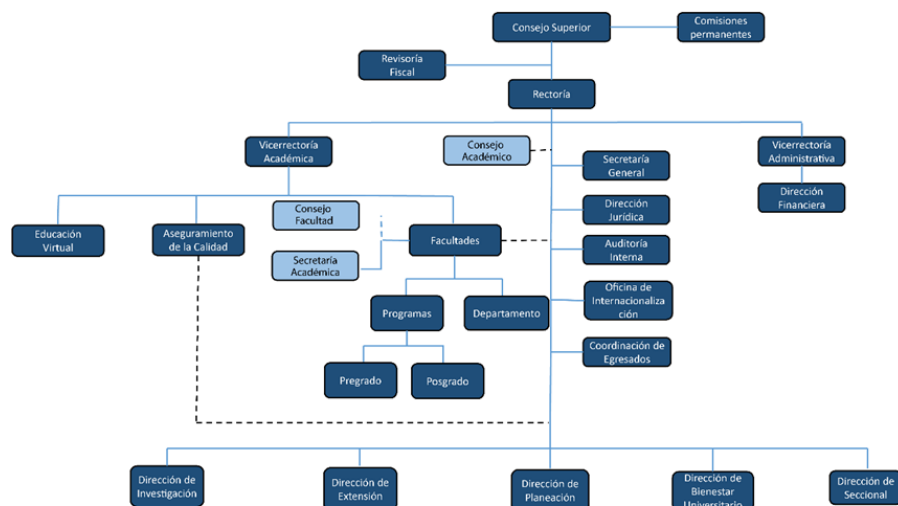 Consejo Superior
Comisiones
permanentes
Revisoría
Fiscal
Rectoría
Vicerrectoría
Académica
Consejo
Académico
Vicerrectoría
Administrativa
Secretaría
General
Dirección
Financiera
Consejo
Facultad
Dirección
Jurídica
Educación
Virtual
Aseguramiento
de la Calidad
Facultades
Auditoría
Interna
Secretaría
Académica
Oficina de
Internacionaliza
ción
Programas
Departamento
Coordinación de
Egresados
Pregrado
Posgrado
Dirección de
Investigación
Dirección de
Extensión
Dirección de
Planeación
Dirección de
Bienestar
Universitario
Dirección de
Seccional